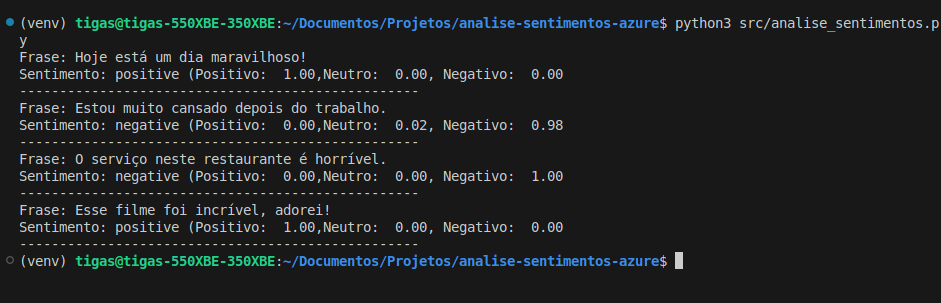 (venv) tigas@tigas-550XBE-350XBE:~/Documentos/Projetos/analise-sentimentos-azure$ python3 src/analise_sentimentos.p
y
Frase: Hoje está um dia maravilhoso!
Sentimento: positive (Positivo:  1.00,Neutro:  0.00, Negativo:  0.00
--------------------------------------------------
Frase: Estou muito cansado depois do trabalho.
Sentimento: negative (Positivo:  0.00,Neutro:  0.02, Negativo:  0.98
--------------------------------------------------
Frase: O serviço neste restaurante é horrível.
Sentimento: negative (Positivo:  0.00,Neutro:  0.00, Negativo:  1.00
--------------------------------------------------
Frase: Esse filme foi incrível, adorei!
Sentimento: positive (Positivo:  1.00,Neutro:  0.00, Negativo:  0.00
--------------------------------------------------
(venv) tigas@tigas-550XBE-350XBE:~/Documentos/Projetos/analise-sentimentos-azure$